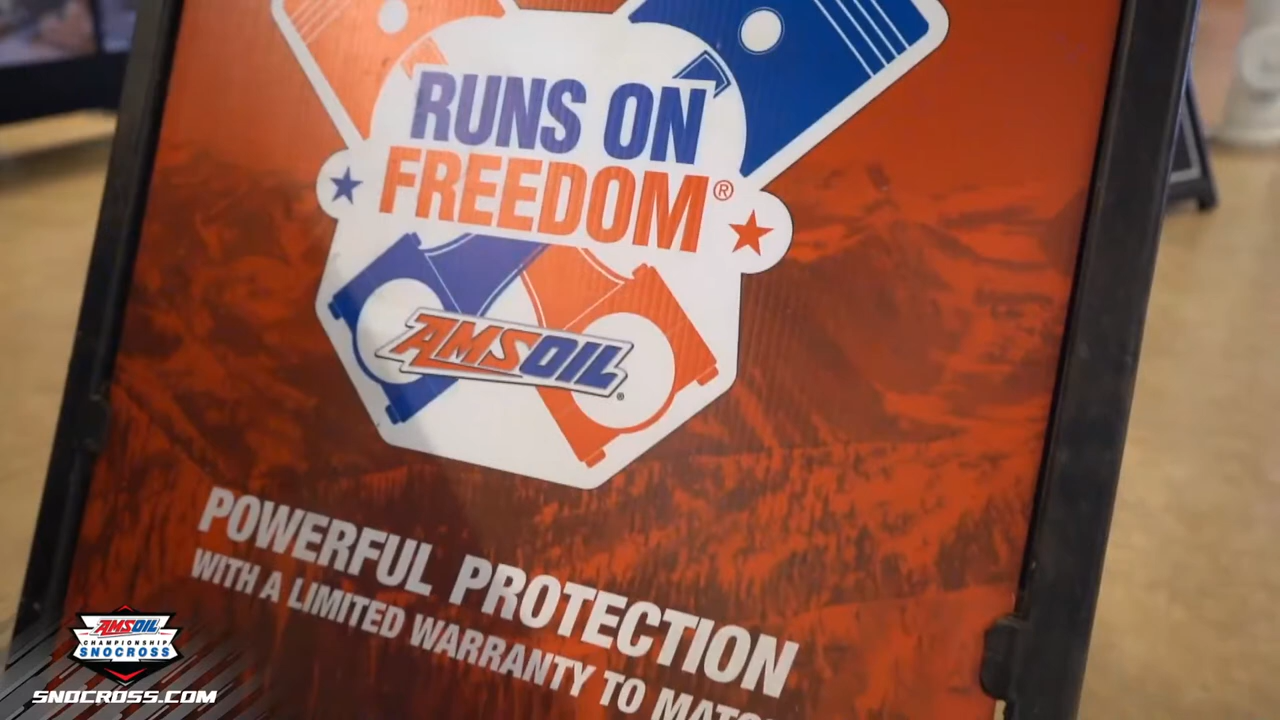 RUNS ON
FREEDOM®
AMSOIL®
POWERFUL PROTECTION
WITH A LIMITED WARRANTY TO
AMSOIL
CHAMPIONSHIP
SNOCROSS
SNOCROSS.COM